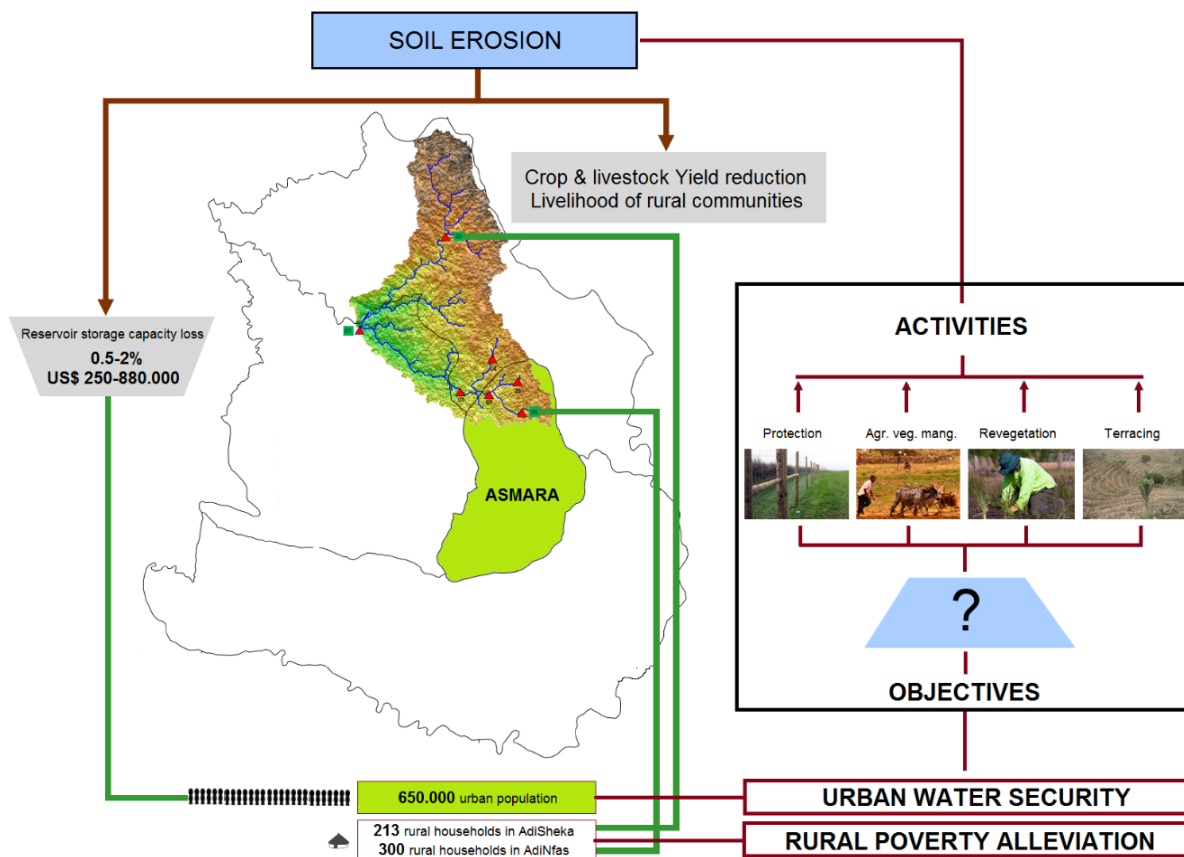 SOIL EROSION
Crop & livestock Yield reduction
Livelihood of rural communities
Reservoir storage capacity loss
0.5-2%
US$ 250-880.000
ASMARA
ACTIVITIES
Protection
Agr. veg. mang.
Revegetation
Terracing
?
OBJECTIVES
650.000 urban population
URBAN WATER SECURITY
213 rural households in AdiSheka
300 rural households in AdiNfas
RURAL POVERTY ALLEVIATION